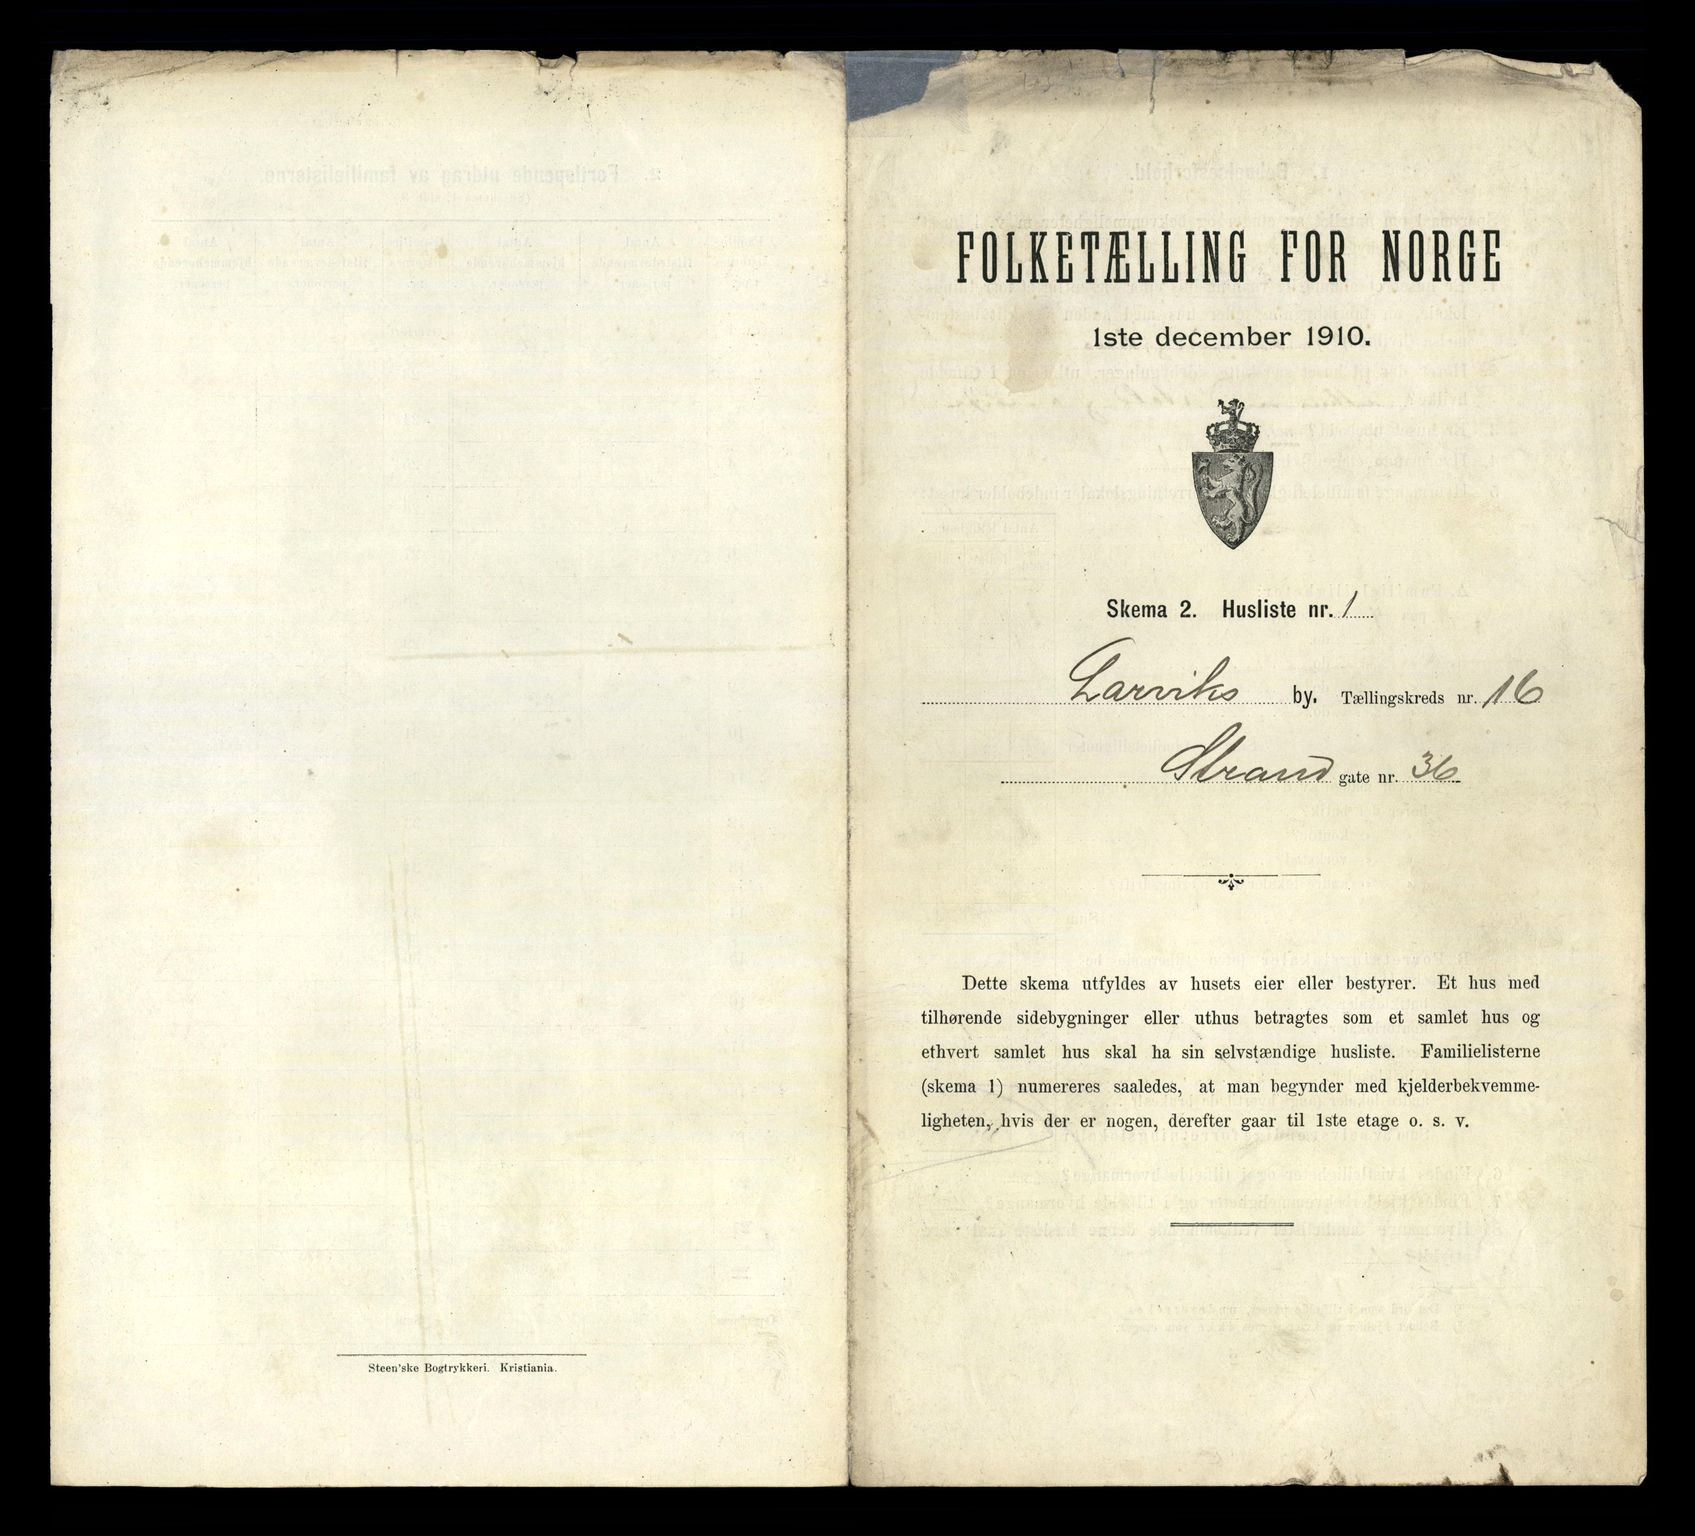 Steen'ske Bogtrykkeri. Kristiania.
FOLKETÆLLING FOR NORGE
1ste december 1910.
Skema 2. Husliste nr. 1
Larviks by. Tællingskreds nr. 16
Strand gate nr. 36
Dette skema utfyldes av husets eier eller bestyrer. Et hus med
tilhørende sidebygninger eller uthus betragtes som et samlet hus og
ethvert samlet hus skal ha sin selvstændige husliste. Familielisterne
(skema 1) numereres saaledes, at man begynder med kjelderbekvemme-
ligheten, hvis der er nogen, derefter gaar til 1ste etage o. s. v.